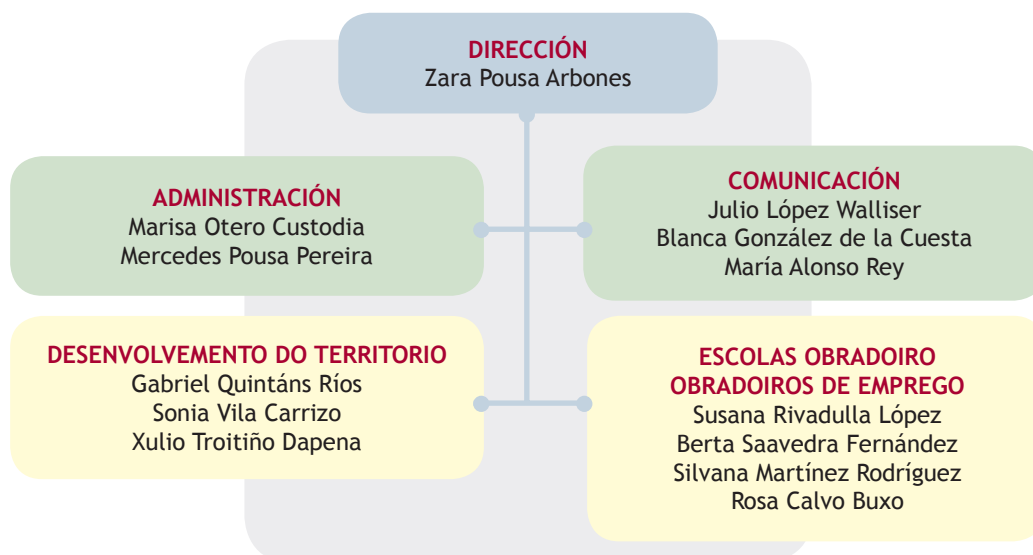 DIRECCIÓN
Zara Pousa Arbones
ADMINISTRACIÓN
Marisa Otero Custodia
Mercedes Pousa Pereira
COMUNICACIÓN
Julio López Walliser
Blanca González de la Cuesta
María Alonso Rey
DESENVOLVEMENTO DO TERRITORIO
Gabriel Quintáns Ríos
Sonia Vila Carrizo
Xulio Troitiño Dapena
ESCOLAS OBRADOIRO
OBRADOIROS DE EMPREGO
Susana Rivadulla López
Berta Saavedra Fernández
Silvana Martínez Rodríguez
Rosa Calvo Buxo